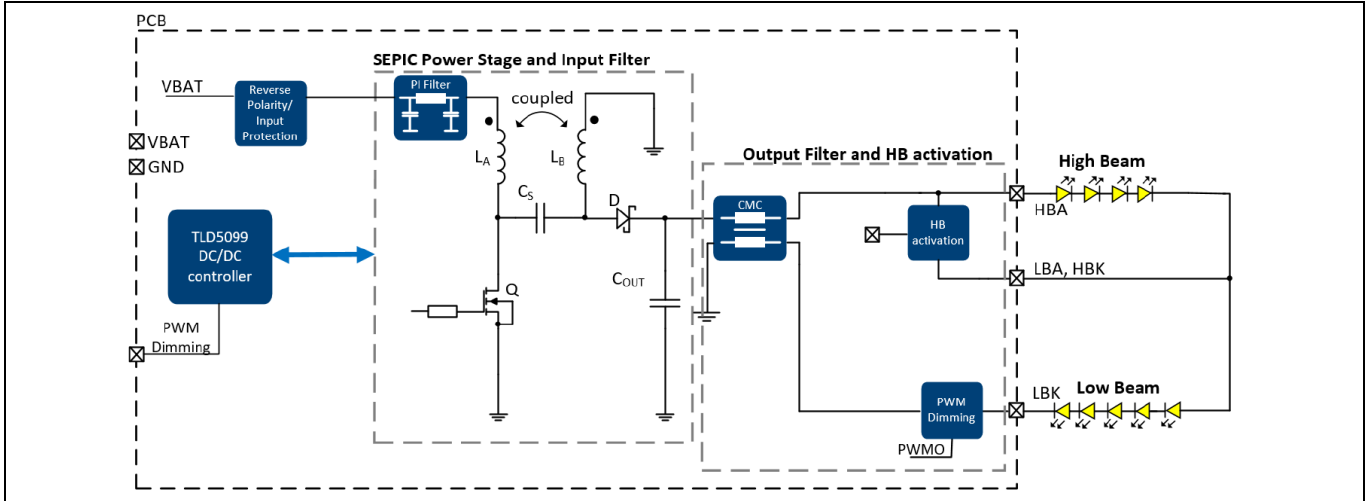 PCB
SEPIC Power Stage and Input Filter
VBAT
Reverse
Polarity/
Input
Protection
PI Filter
coupled
VBAT
GND
LA
LB
Output Filter and HB activation
High Beam
CS
D
CMC
HBA
TLD5099
DC/DC
controller
HB
activation
COUT
LBA, HBK
Q
PWM
Dimming
LBK
Low Beam
PWM
Dimming
PWMO